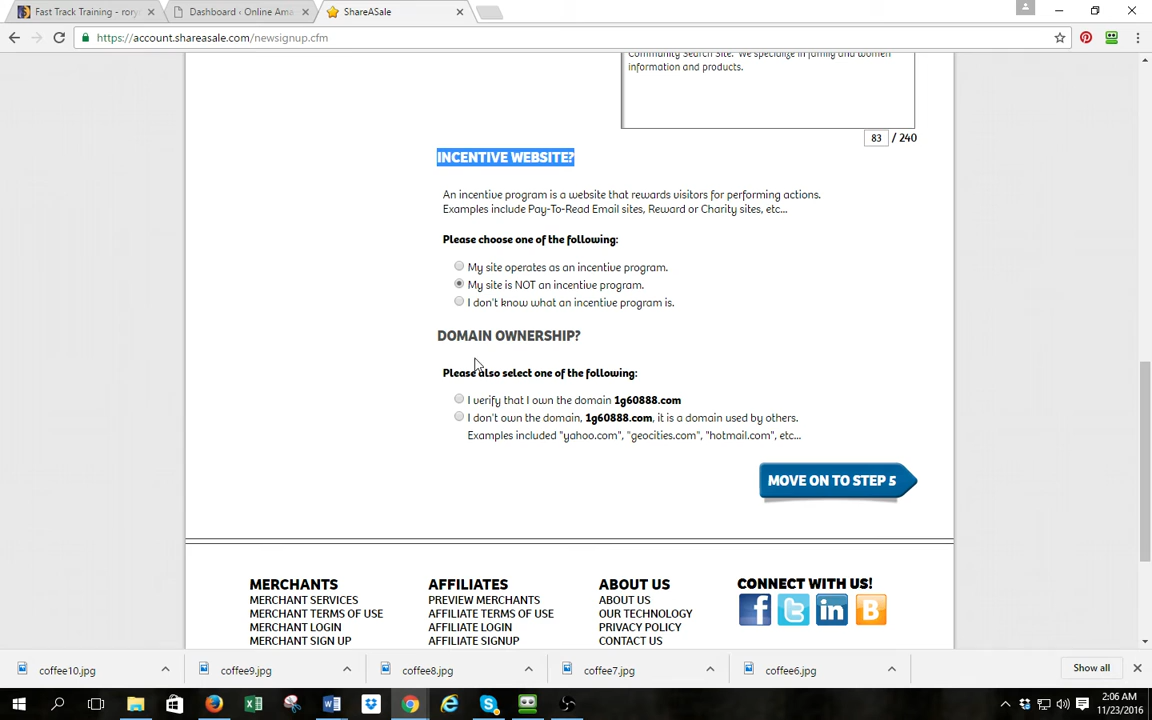 Fast Track Training - rory
Dashboard ‹ Online Ama
ShareASale
https://account.shareasale.com/newsignup.cfm
Community Search Site. We specialize in family and women
information and products.
83 / 240
INCENTIVE WEBSITE?
An incentive program is a website that rewards visitors for performing actions.
Examples include Pay-To-Read Email sites, Reward or Charity sites, etc...
Please choose one of the following:
My site operates as an incentive program.
My site is NOT an incentive program.
I don't know what an incentive program is.
DOMAIN OWNERSHIP?
Please also select one of the following:
I verify that I own the domain 1g60888.com
I don't own the domain, 1g60888.com, it is a domain used by others.
Examples included "yahoo.com", "geocities.com", "hotmail.com", etc...
MOVE ON TO STEP 5
MERCHANTS
MERCHANT SERVICES
MERCHANT TERMS OF USE
MERCHANT LOGIN
MERCHANT SIGN UP
AFFILIATES
PREVIEW MERCHANTS
AFFILIATE TERMS OF USE
AFFILIATE LOGIN
AFFILIATE SIGNUP
ABOUT US
ABOUT US
OUR TECHNOLOGY
PRIVACY POLICY
CONTACT US
CONNECT WITH US!
coffee10.jpg
coffee9.jpg
coffee8.jpg
coffee7.jpg
coffee6.jpg
Show all
2:06 AM
11/23/2016